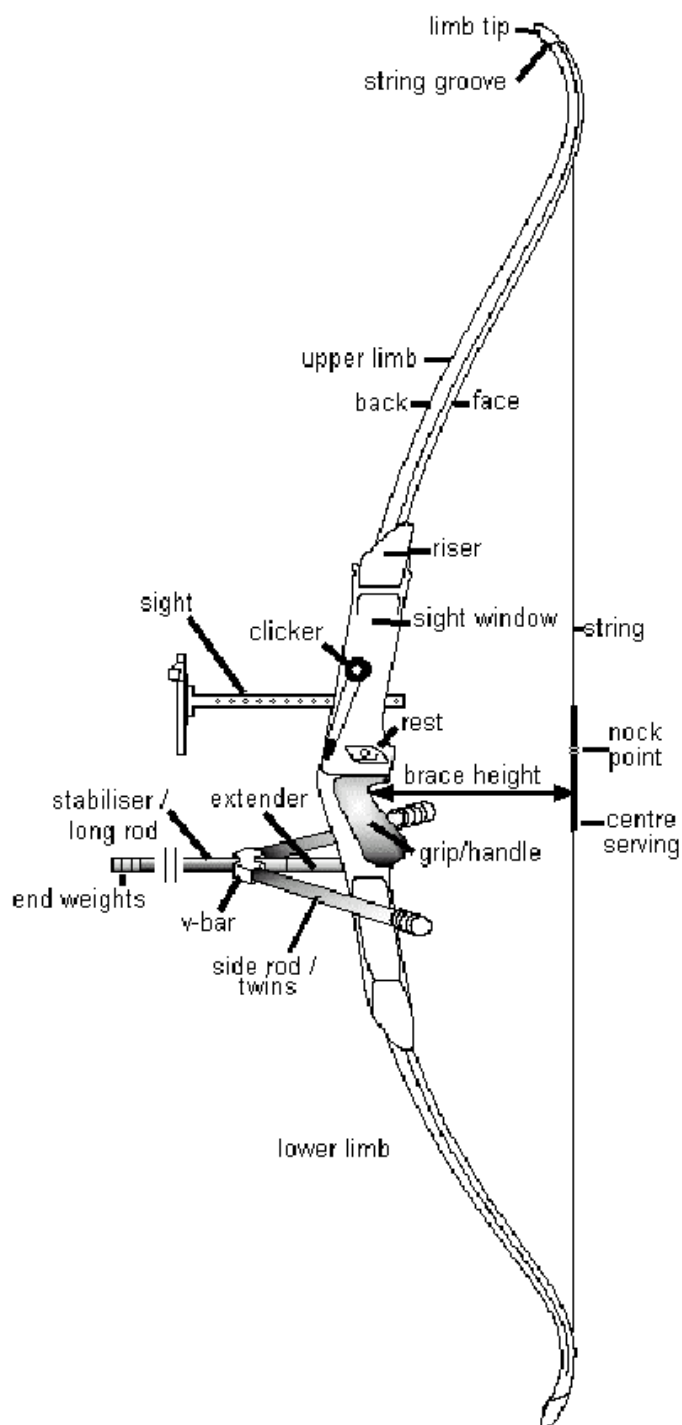 limb tip
string groove
upper limb
back
face
riser
sight
sight window
clicker
string
rest
nock
point
brace height
stabiliser /
long rod
extender
centre
serving
grip/handle
end weights
v-bar
side rod /
twins
lower limb